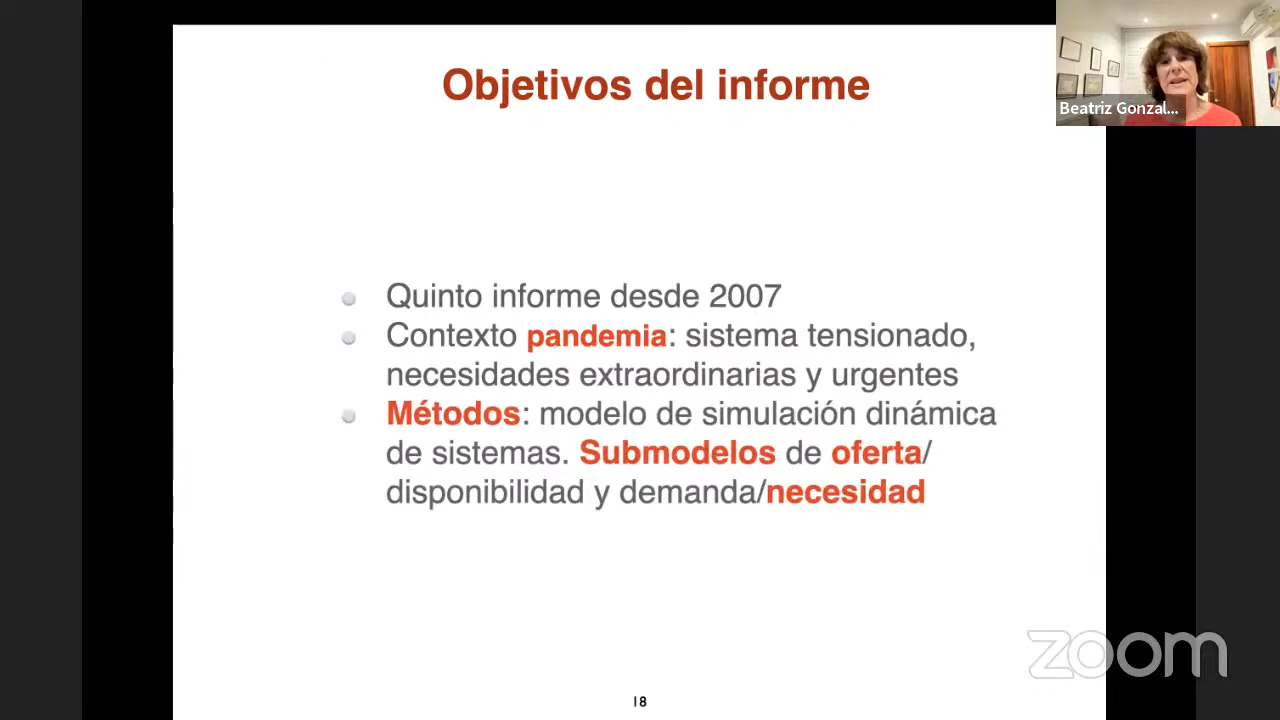 Objetivos del informe
Beatriz Gonzal...
Quinto informe desde 2007
Contexto pandemia: sistema tensionado,
necesidades extraordinarias y urgentes
Métodos: modelo de simulación dinámica
de sistemas. Submodelos de oferta/
disponibilidad y demanda/necesidad
zoom
18